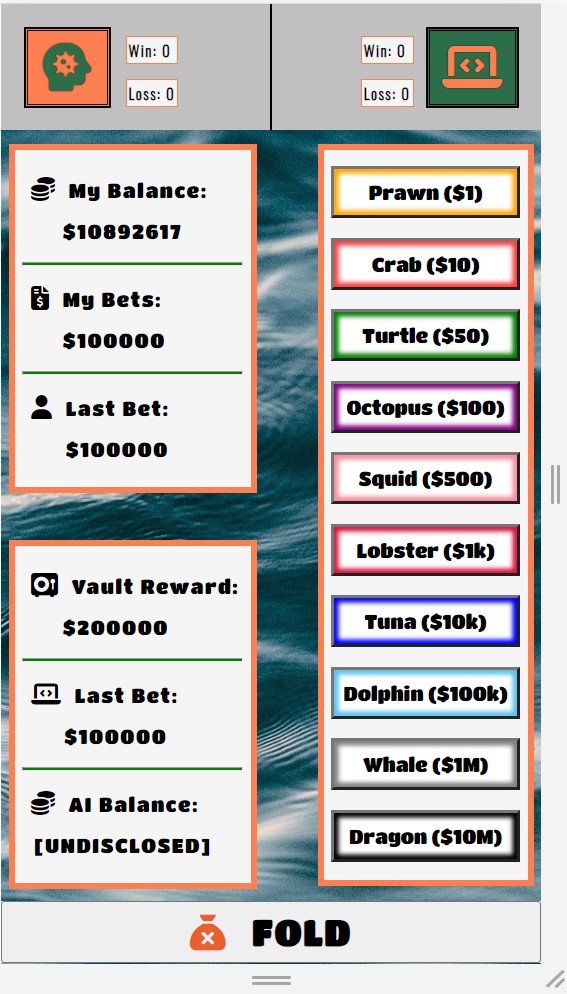 Win: 0
Loss: 0
Win: 0
Loss: 0
My Balance:
$10892617
My Bets:
$100000
Last Bet:
$100000
Vault Reward:
$200000
Last Bet:
$100000
AI Balance:
[UNDISCLOSED]
Prawn ($1)
Crab ($10)
Turtle ($50)
Octopus ($100)
Squid ($500)
Lobster ($1k)
Tuna ($10k)
Dolphin ($100k)
Whale ($1M)
Dragon ($10M)
FOLD